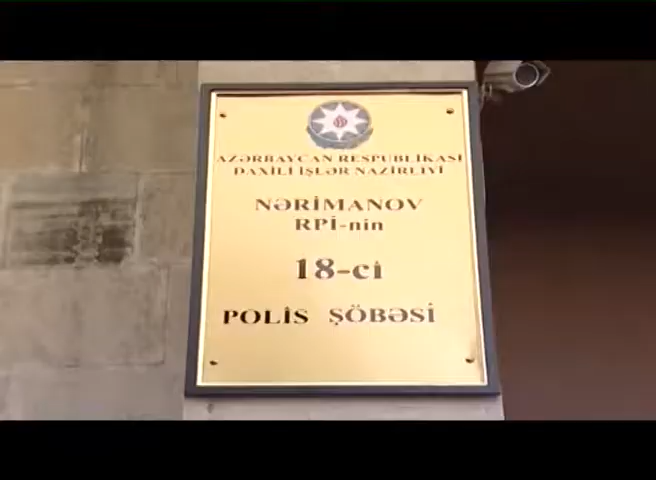 AZƏRBAYCAN RESPUBLİKASI
DAXİLİ İŞLƏR NAZİRLİYİ
NƏRİMANOV
RPİ-nin
18-ci
POLİS ŞÖBƏSİ